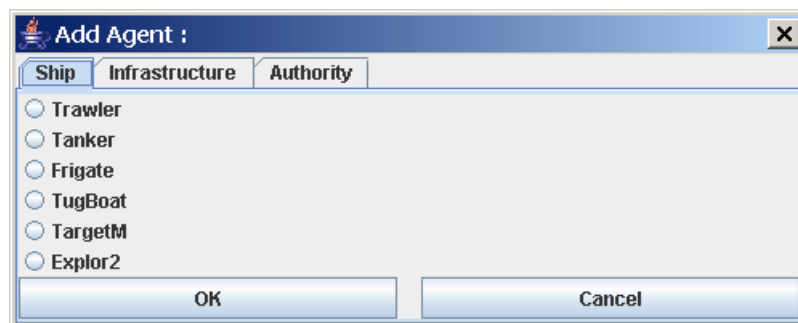 Add Agent :
Ship Infrastructure Authority
Trawler
Tanker
Frigate
TugBoat
TargetM
Explor2
OK Cancel